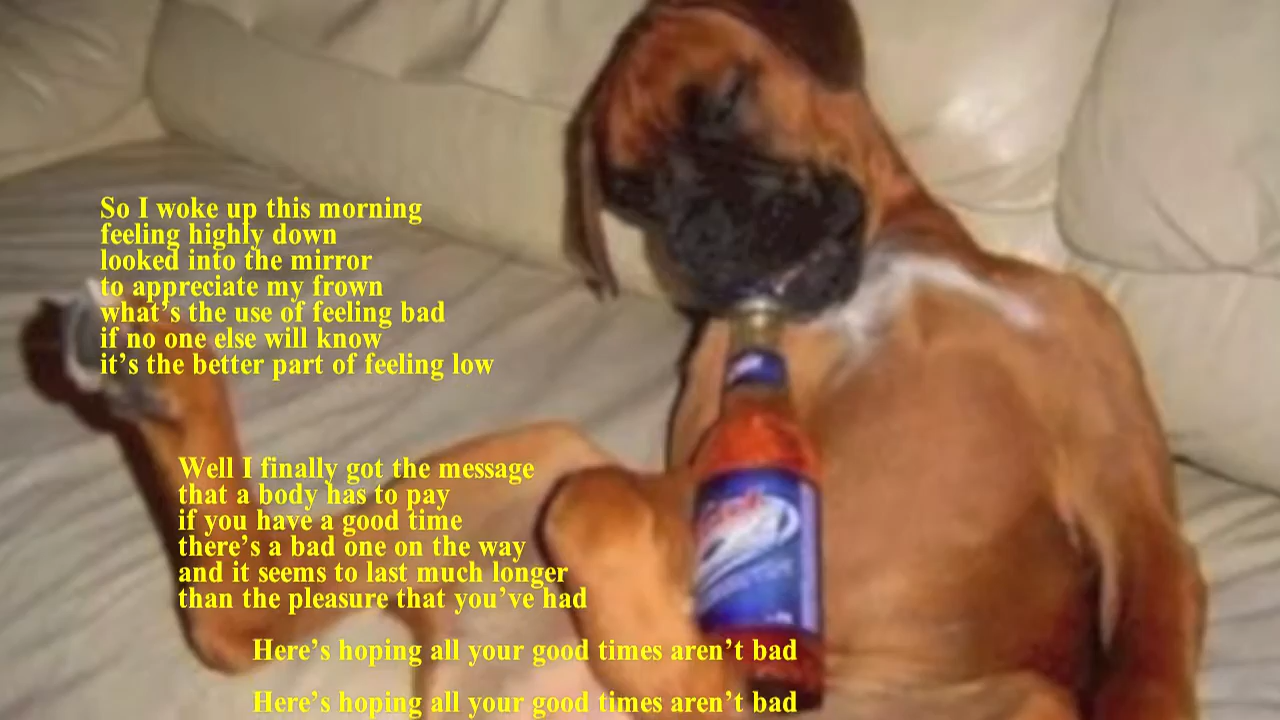 So I woke up this morning
feeling highly down
looked into the mirror
to appreciate my frown
what’s the use of feeling bad
if no one else will know
it’s the better part of feeling low
Well I finally got the message
that a body has to pay
if you have a good time
there’s a bad one on the way
and it seems to last much longer
than the pleasure that you’ve had
Here’s hoping all your good times aren’t bad
Here’s hoping all your good times aren’t bad